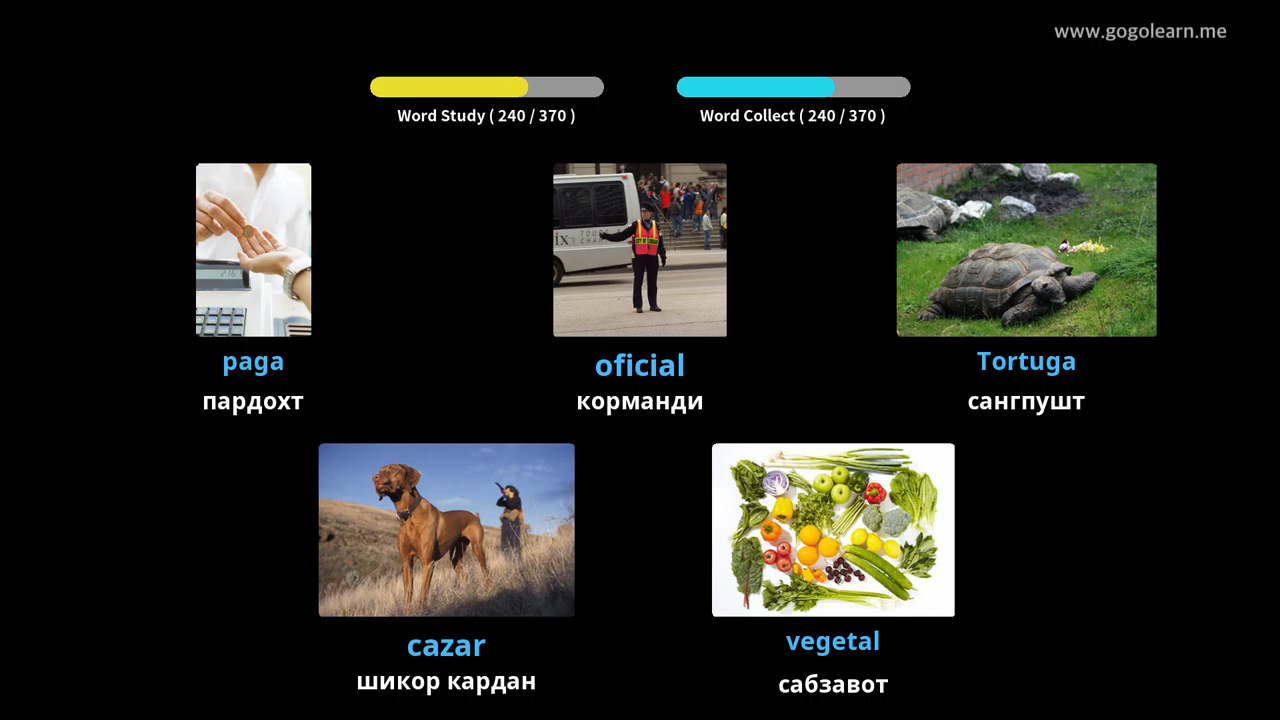 www.gogolearn.me
Word Study ( 240 / 370 )
Word Collect ( 240 / 370 )
paga
oficial
Tortuga
пардохт
корманди
сангпушт
cazar
vegetal
шикор кардан
сабзавот